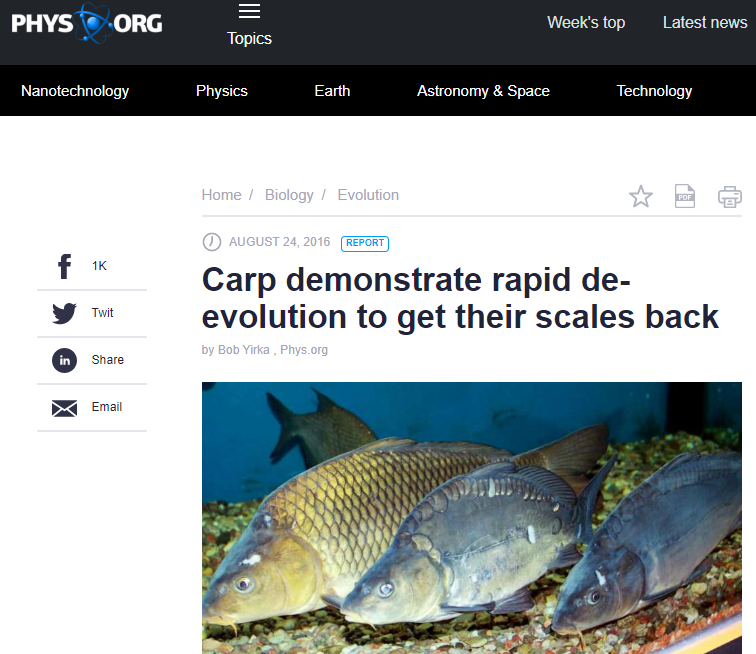 PHYS ORG
Topics
Week's top
Latest news
Nanotechnology
Physics
Earth
Astronomy & Space
Technology
Home / Biology / Evolution
PDF
AUGUST 24, 2016 REPORT
Carp demonstrate rapid de-
evolution to get their scales back
by Bob Yirka , Phys.org
1K
Twit
in Share
Email